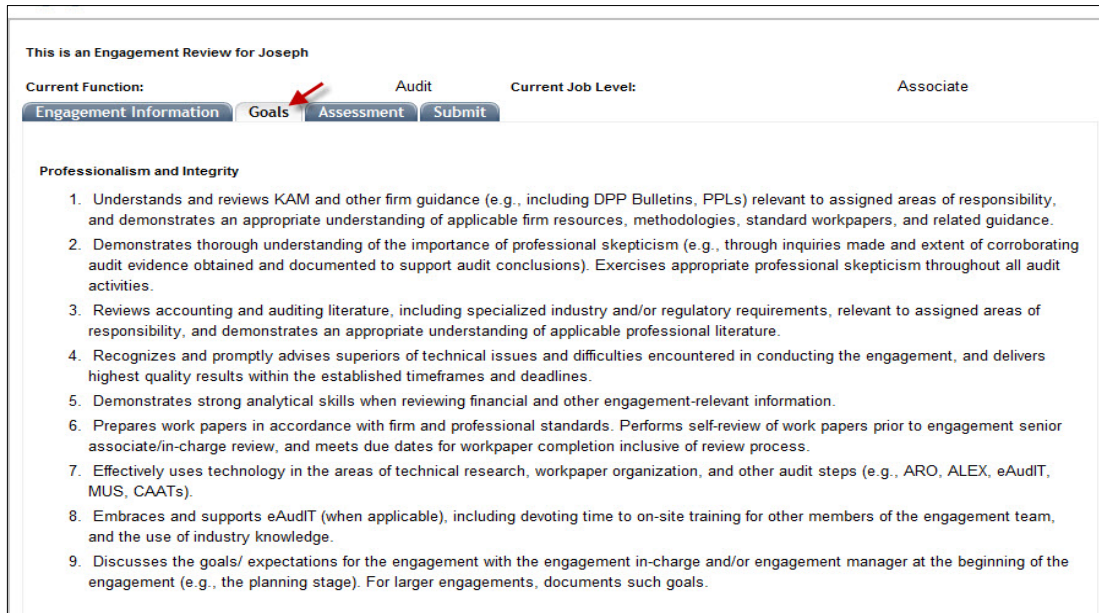 This is an Engagement Review for Joseph
Current Function: Audit Current Job Level: Associate
Engagement Information Goals Assessment Submit
Professionalism and Integrity
1. Understands and reviews KAM and other firm guidance (e.g., including DPP Bulletins, PPLs) relevant to assigned areas of responsibility,
and demonstrates an appropriate understanding of applicable firm resources, methodologies, standard workpapers, and related guidance.
2. Demonstrates thorough understanding of the importance of professional skepticism (e.g., through inquiries made and extent of corroborating
audit evidence obtained and documented to support audit conclusions). Exercises appropriate professional skepticism throughout all audit
activities.
3. Reviews accounting and auditing literature, including specialized industry and/or regulatory requirements, relevant to assigned areas of
responsibility, and demonstrates an appropriate understanding of applicable professional literature.
4. Recognizes and promptly advises superiors of technical issues and difficulties encountered in conducting the engagement, and delivers
highest quality results within the established timeframes and deadlines.
5. Demonstrates strong analytical skills when reviewing financial and other engagement-relevant information.
6. Prepares work papers in accordance with firm and professional standards. Performs self-review of work papers prior to engagement senior
associate/in-charge review, and meets due dates for workpaper completion inclusive of review process.
7. Effectively uses technology in the areas of technical research, workpaper organization, and other audit steps (e.g., ARO, ALEX, eAudIT,
MUS, CAATs).
8. Embraces and supports eAudIT (when applicable), including devoting time to on-site training for other members of the engagement team,
and the use of industry knowledge.
9. Discusses the goals/ expectations for the engagement with the engagement in-charge and/or engagement manager at the beginning of the
engagement (e.g., the planning stage). For larger engagements, documents such goals.